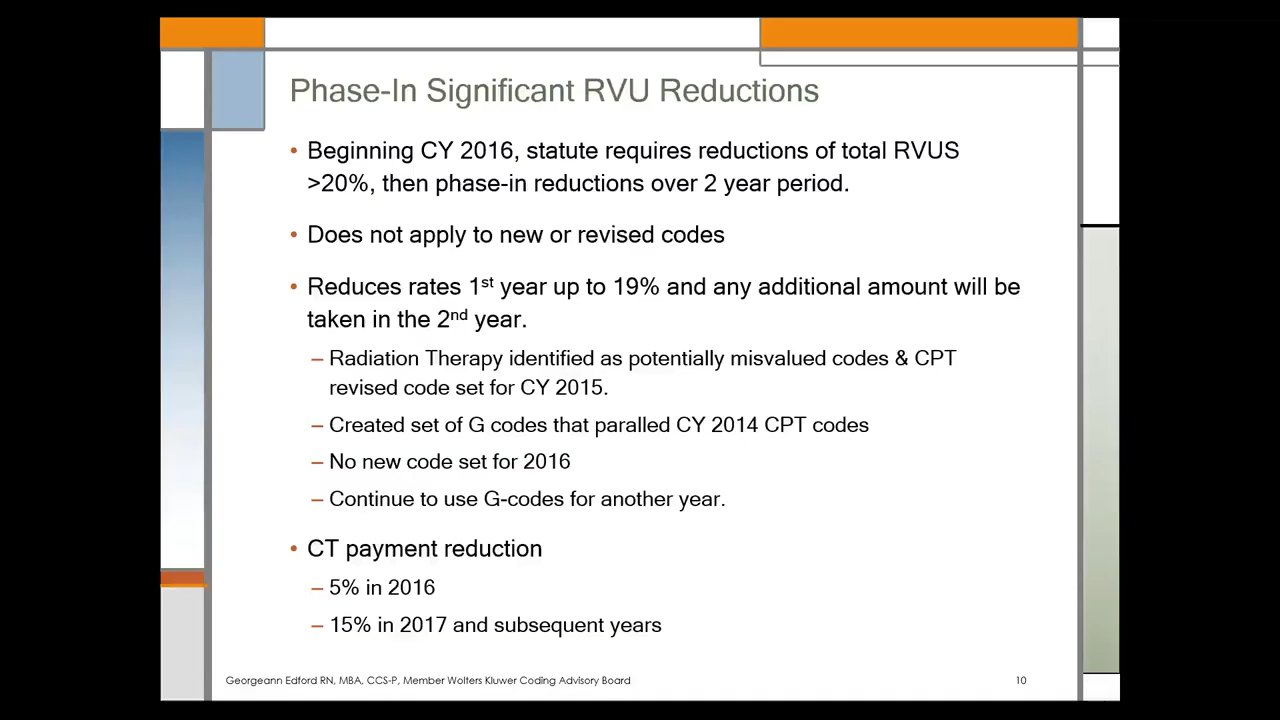 Phase-In Significant RVU Reductions
• Beginning CY 2016, statute requires reductions of total RVUS
>20%, then phase-in reductions over 2 year period.
• Does not apply to new or revised codes
• Reduces rates 1st year up to 19% and any additional amount will be
taken in the 2nd year.
– Radiation Therapy identified as potentially misvalued codes & CPT
revised code set for CY 2015.
– Created set of G codes that paralled CY 2014 CPT codes
– No new code set for 2016
– Continue to use G-codes for another year.
• CT payment reduction
– 5% in 2016
– 15% in 2017 and subsequent years
Georgeann Edford RN, MBA, CCS-P, Member Wolters Kluwer Coding Advisory Board
10